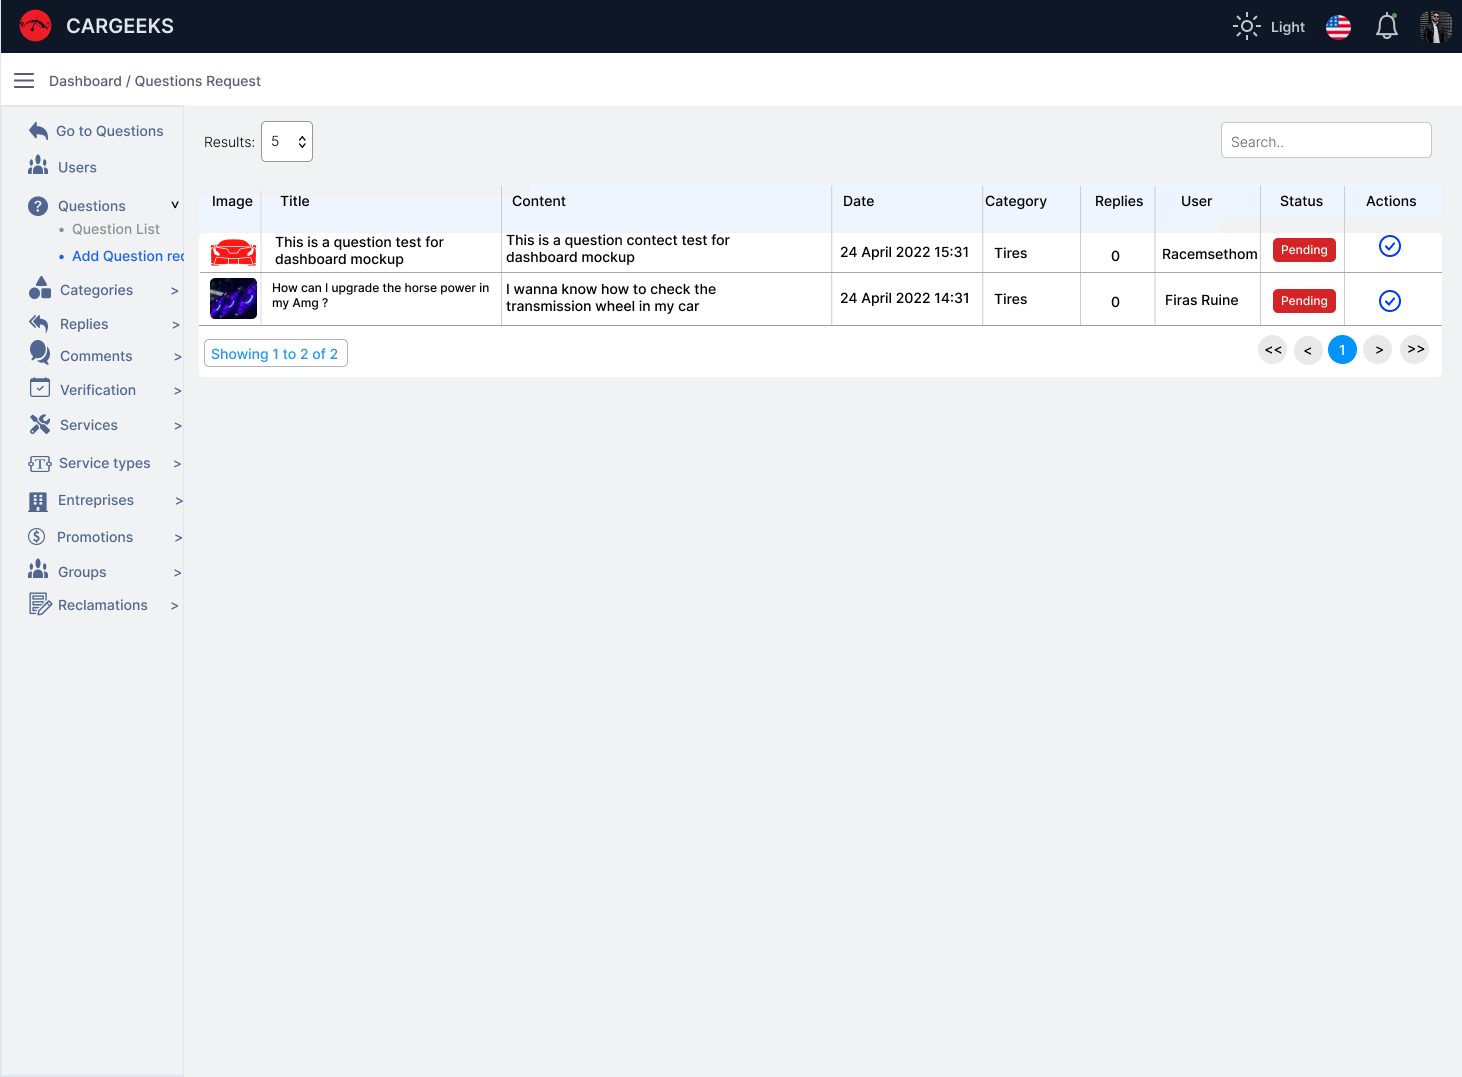 CARGEEKS
Light
Dashboard / Questions Request
Go to Questions
Users
Questions
Question List
Add Question rec
Categories >
Replies >
Comments >
Verification >
Services >
Service types >
Entreprises >
Promotions >
Groups >
Reclamations >
Results: 5
Search..
Image Title Content Date Category Replies User Status Actions
This is a question test for
dashboard mockup
This is a question contect test for
dashboard mockup
24 April 2022 15:31
Tires
0
Racemsethom
Pending
How can I upgrade the horse power in
my Amg ?
I wanna know how to check the
transmission wheel in my car
24 April 2022 14:31
Tires
0
Firas Ruine
Pending
Showing 1 to 2 of 2
<< < 1 > >>